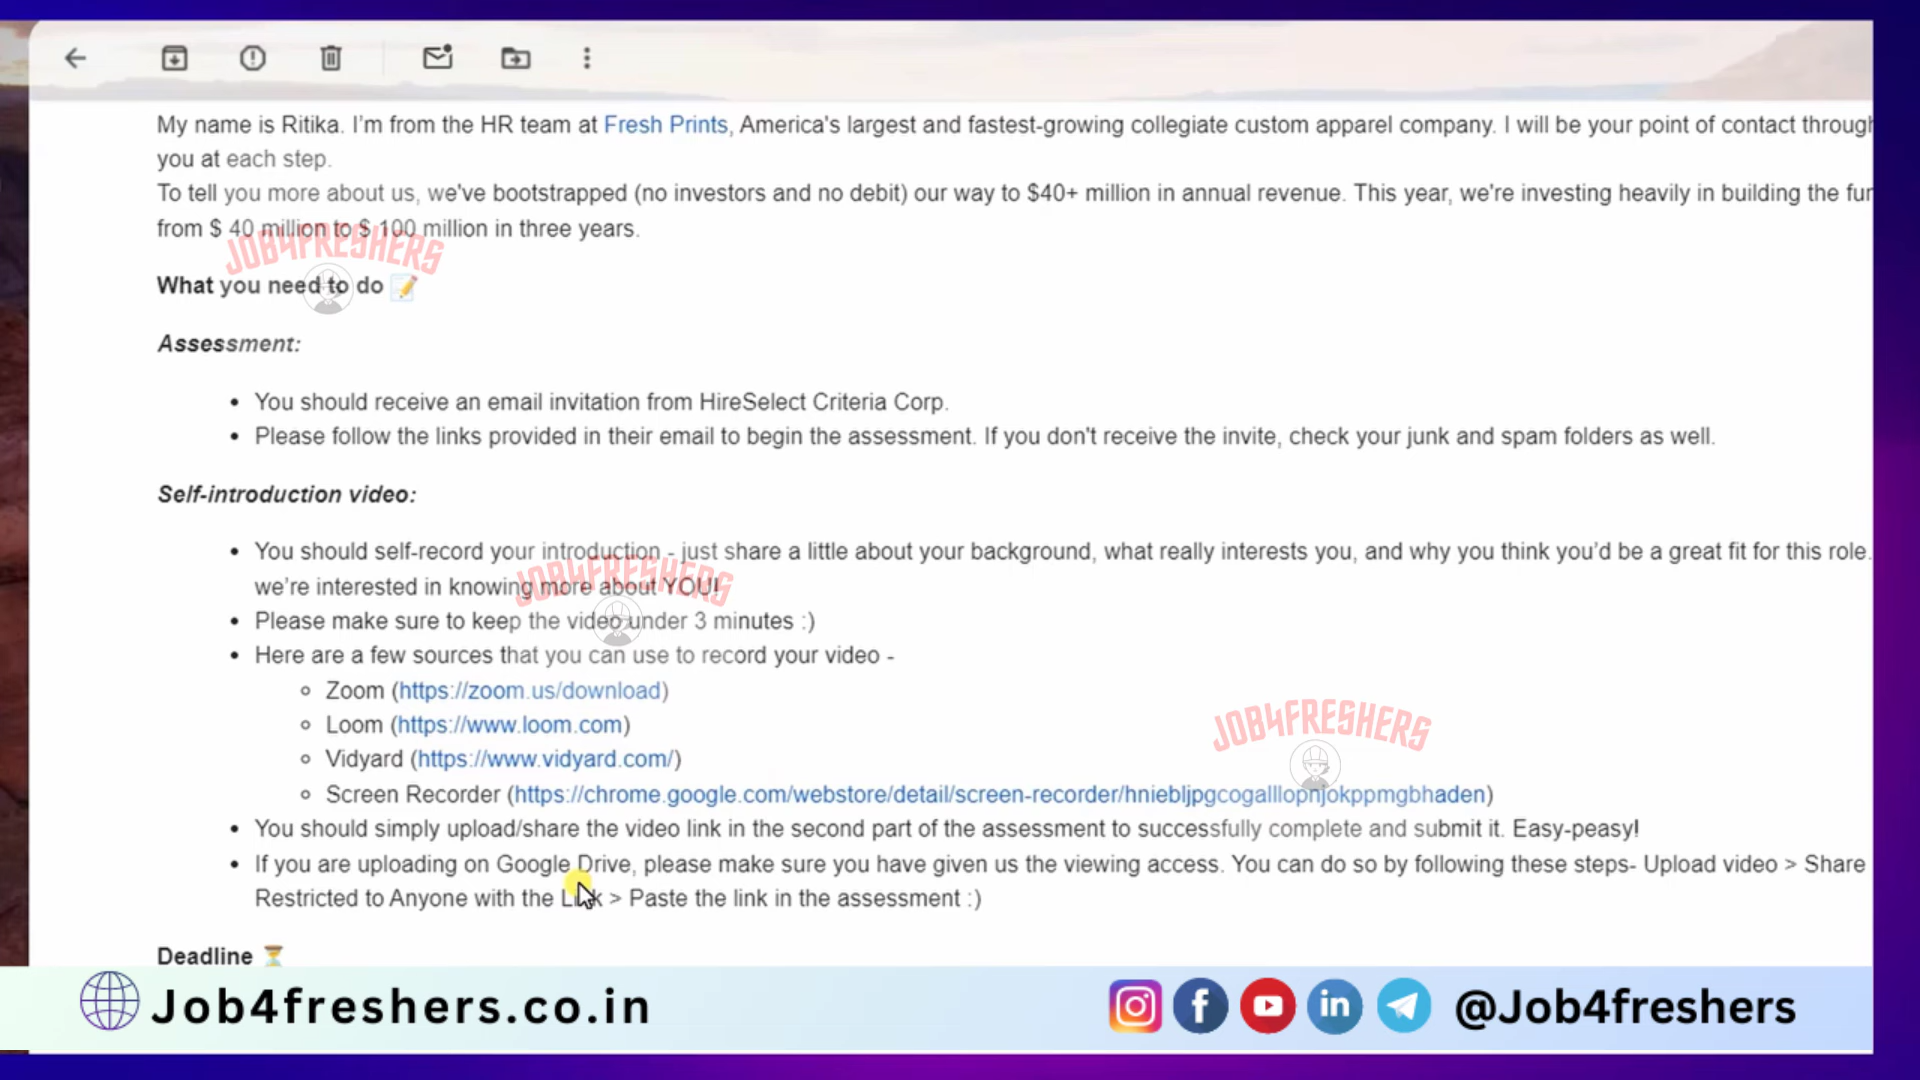 My name is Ritika. I'm from the HR team at Fresh Prints, America's largest and fastest-growing collegiate custom apparel company. I will be your point of contact through
you at each step.
To tell you more about us, we've bootstrapped (no investors and no debit) our way to $40+ million in annual revenue. This year, we're investing heavily in building the
from $ 40 million to $ 100 million in three years.
JOB4FRESHERS
What you need to do
Assessment:
• You should receive an email invitation from HireSelect Criteria Corp.
• Please follow the links provided in their email to begin the assessment. If you don't receive the invite, check your junk and spam folders as well.
Self-introduction video:
• You should self-record your introduction - just share a little about your background, what really interests you, and why you think you'd be a great fit for this role.
we're interested in knowing more about YOU!
JOB4FRESHERS
• Please make sure to keep the video under 3 minutes :)
• Here are a few sources that you can use to record your video -
Zoom (https://zoom.us/download)
Loom (https://www.loom.com)
JOB4FRESHERS
Vidyard (https://www.vidyard.com/)
Screen Recorder
• You should simply upload/share the video link in the second part of the assessment to successfully complete and submit it. Easy-peasy!
• If you are uploading on Google Drive, please make sure you have given us the viewing access. You can do so by following these steps- Upload video > Share
Restricted to Anyone with the Link > Paste the link in the assessment :)
Deadline
Job4freshers.co.in
@Job4freshers